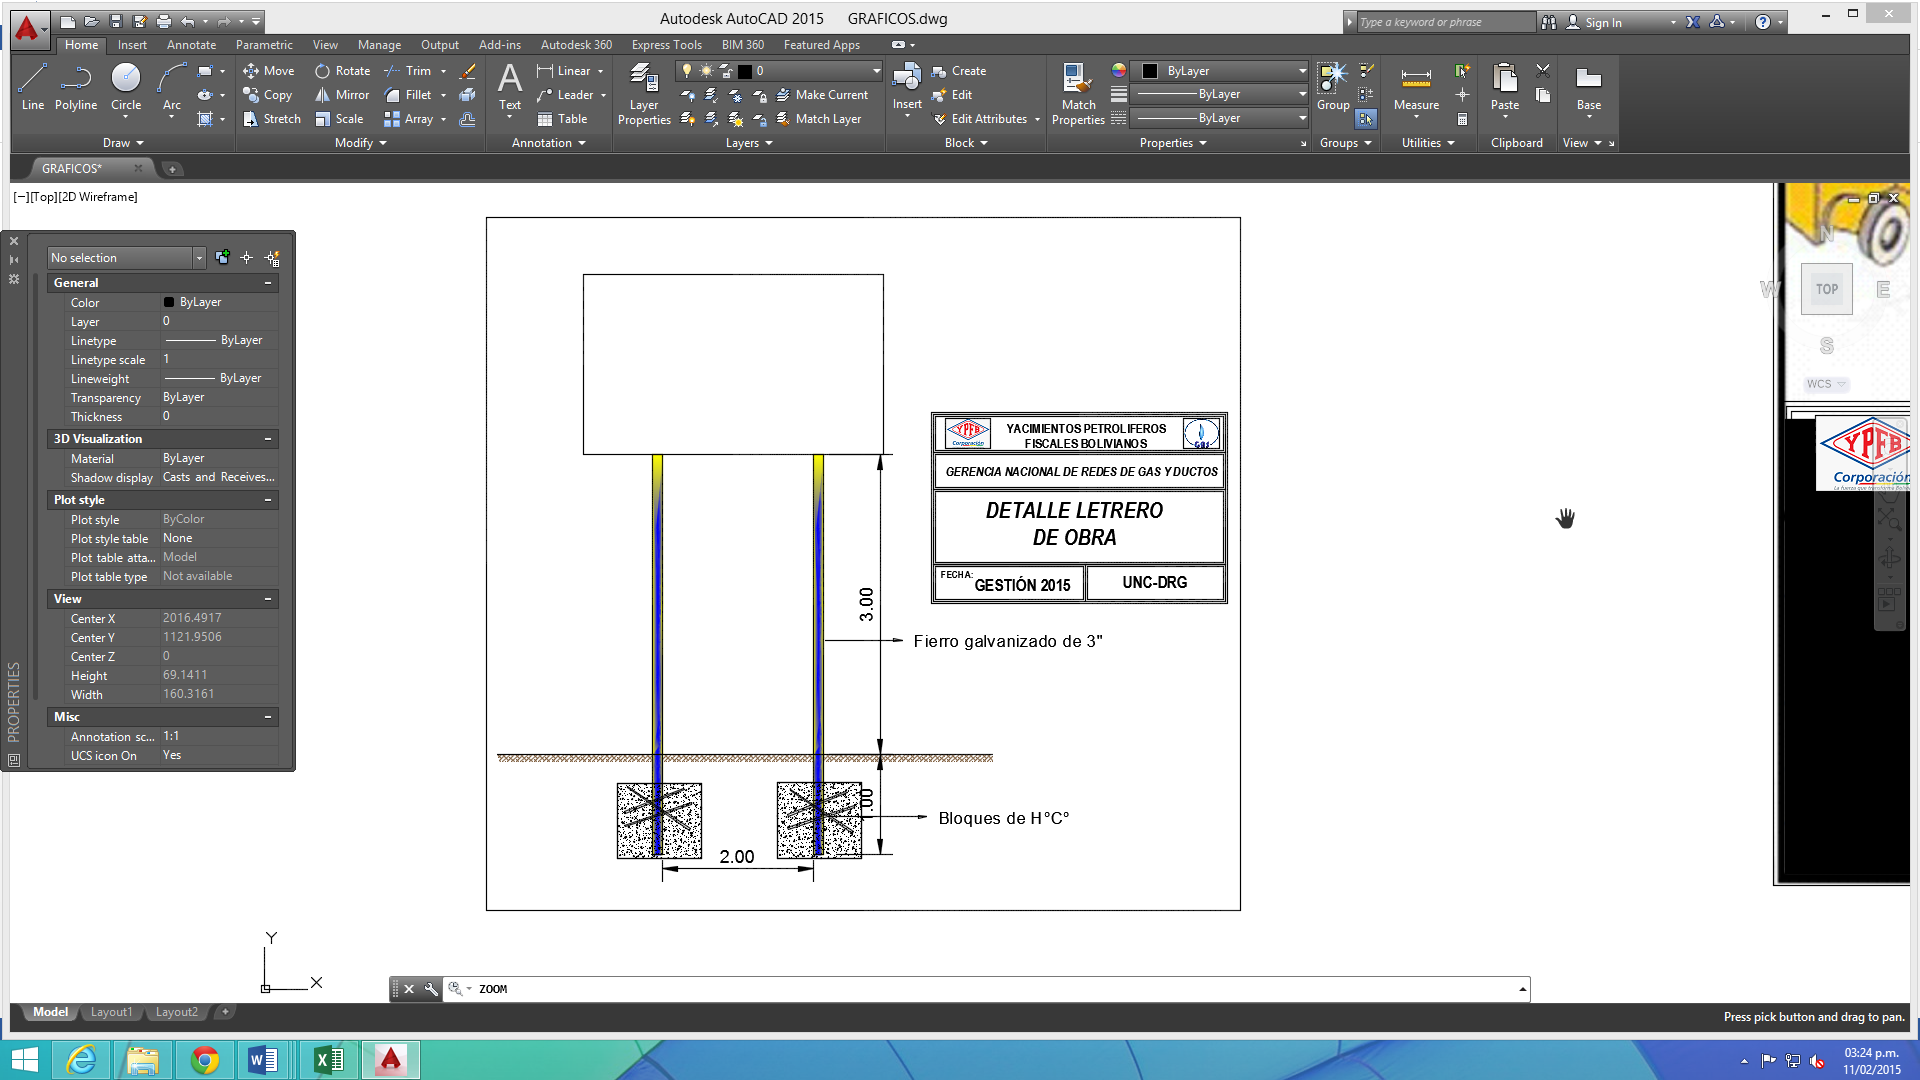 Autodesk AutoCAD 2015 GRAFICOS.dwg
Type a keyword or phrase
Sign In
Home Insert Annotate Parametric View Manage Output Add-ins Autodesk 360 Express Tools BIM 360 Featured Apps
Line Polyline Circle Arc
Move Rotate Trim
Copy Mirror Fillet
Stretch Scale Array
Text
Linear
Leader
Table
Layer
Properties
0
Make Current
Match Layer
Insert
Create
Edit
Edit Attributes
Match
Properties
ByLayer
ByLayer
ByLayer
Group
Measure
Paste
Base
Draw Modify Annotation Layers Block Properties Groups Utilities Clipboard View
GRAFICOS*
[−][Top][2D Wireframe]
No selection
General
Color ByLayer
Layer 0
Linetype ByLayer
Linetype scale 1
Lineweight ByLayer
Transparency ByLayer
Thickness 0
3D Visualization
Material ByLayer
Shadow display Casts and Receives...
Plot style
Plot style ByColor
Plot style table None
Plot table atta... Model
Plot table type Not available
View
Center X 2016.4917
Center Y 1121.9506
Center Z 0
Height 69.1411
Width 160.3161
Misc
Annotation sc... 1:1
UCS icon On Yes
PROPERTIES
YPFB
Corporación
YACIMIENTOS PETROLIFEROS
FISCALES BOLIVIANOS
GAS
GERENCIA NACIONAL DE REDES DE GAS Y DUCTOS
DETALLE LETRERO
DE OBRA
FECHA:
GESTIÓN 2015
UNC-DRG
3.00
Fierro galvanizado de 3"
Bloques de H°C°
2.00
N
W TOP E
S
WCS
YPFB
Corporación
Y
X
ZOOM
Model Layout1 Layout2
Press pick button and drag to pan.
03:24 p.m.
11/02/2015